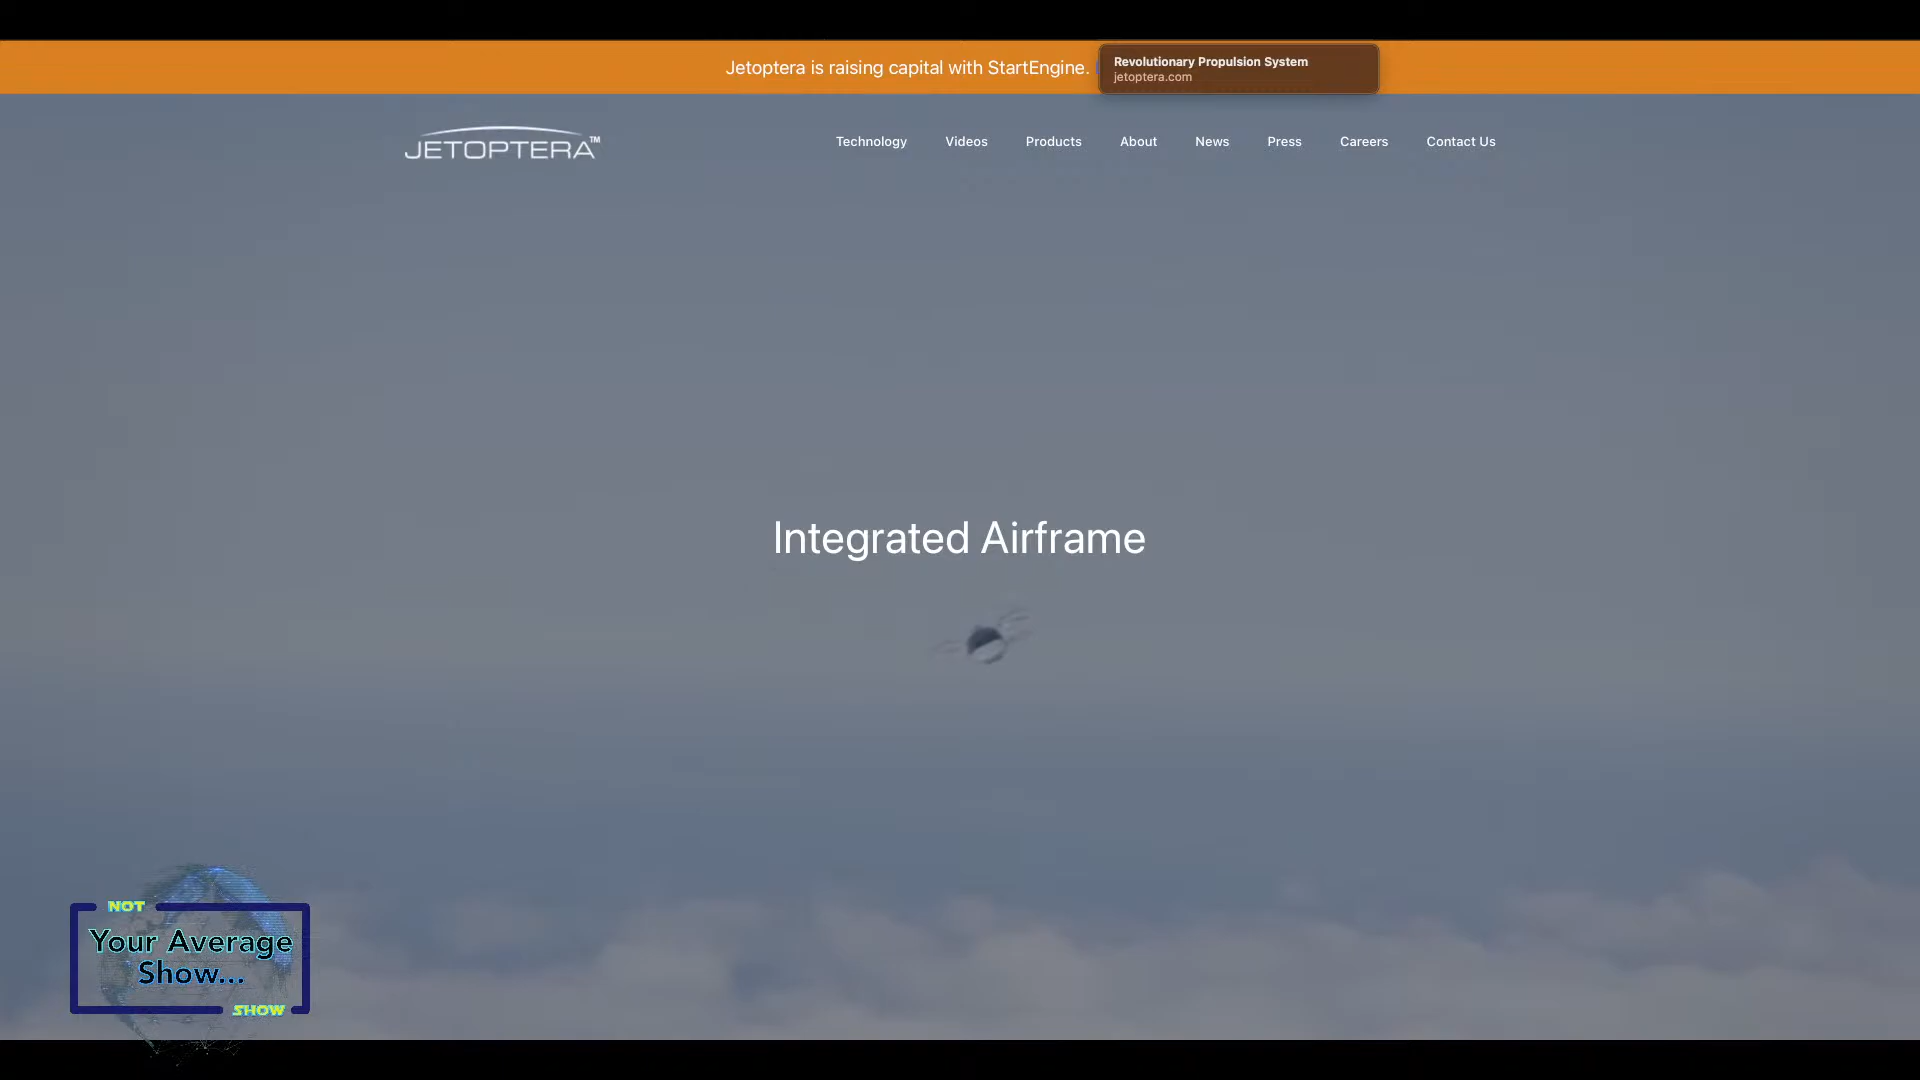 Jetoptera is raising capital with StartEngine.
Revolutionary Propulsion System
jetoptera.com
JETOPTERA™
Technology Videos Products About News Press Careers Contact Us
Integrated Airframe
NOT
Your Average
Show...
SHOW